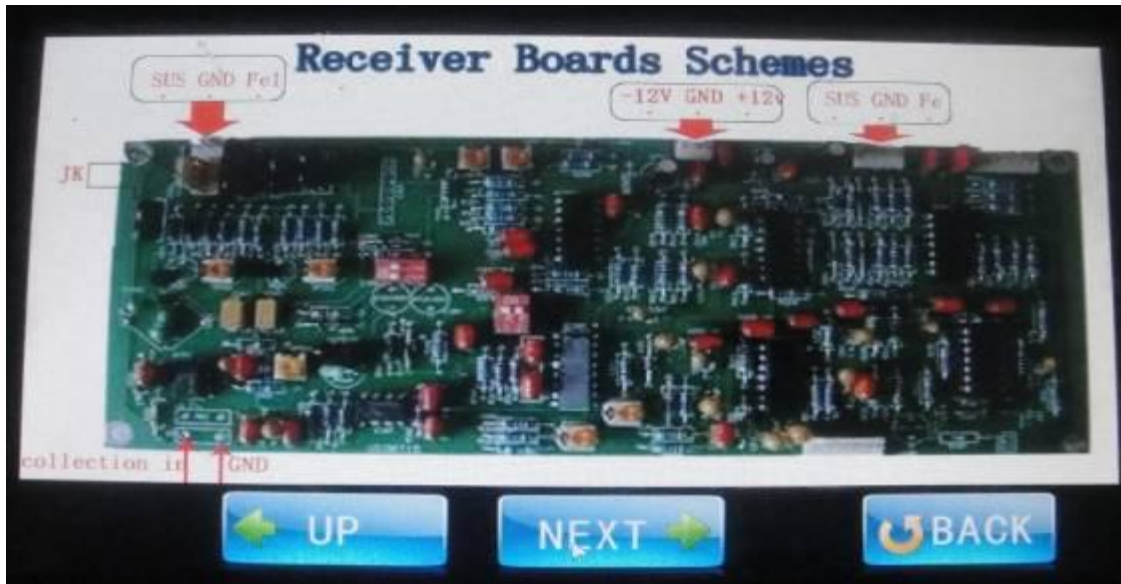 Receiver Boards Schemes
SUS GND Fe1
-12V GND +12v
SUS GND Fe
JK
collection in
GND
UP
NEXT
BACK